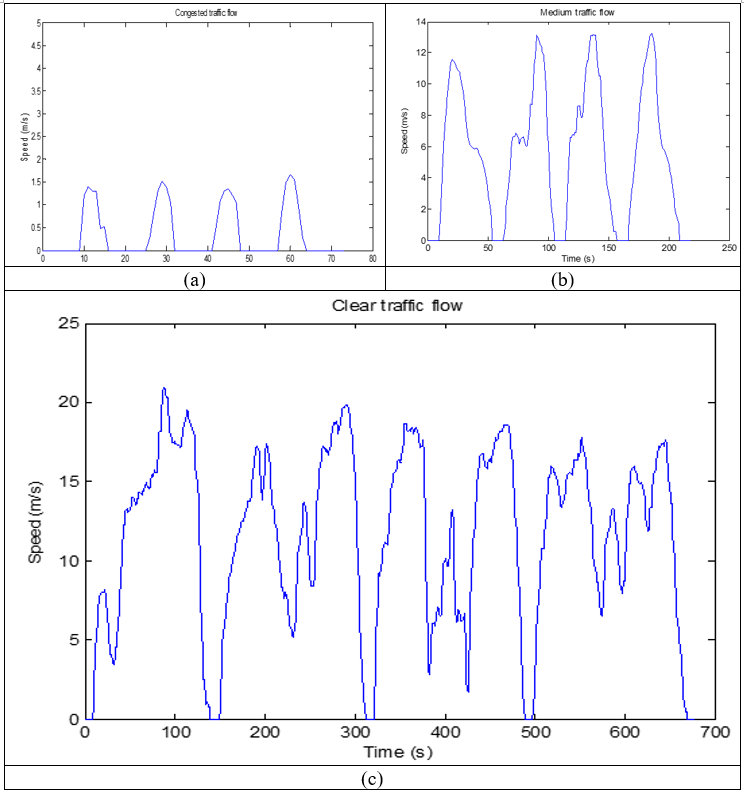 Congested traffic flow
5
4.5
4
3.5
3
2.5
2
1.5
1
0.5
0
Speed (m/s)
0 10 20 30 40 50 60 70 80
(a)
Medium traffic flow
14
12
10
8
6
4
2
0
Speed (m/s)
0 50 100 150 200 250
Time (s)
(b)
Clear traffic flow
25
20
15
10
5
0
Speed (m/s)
0 100 200 300 400 500 600 700
Time (s)
(c)